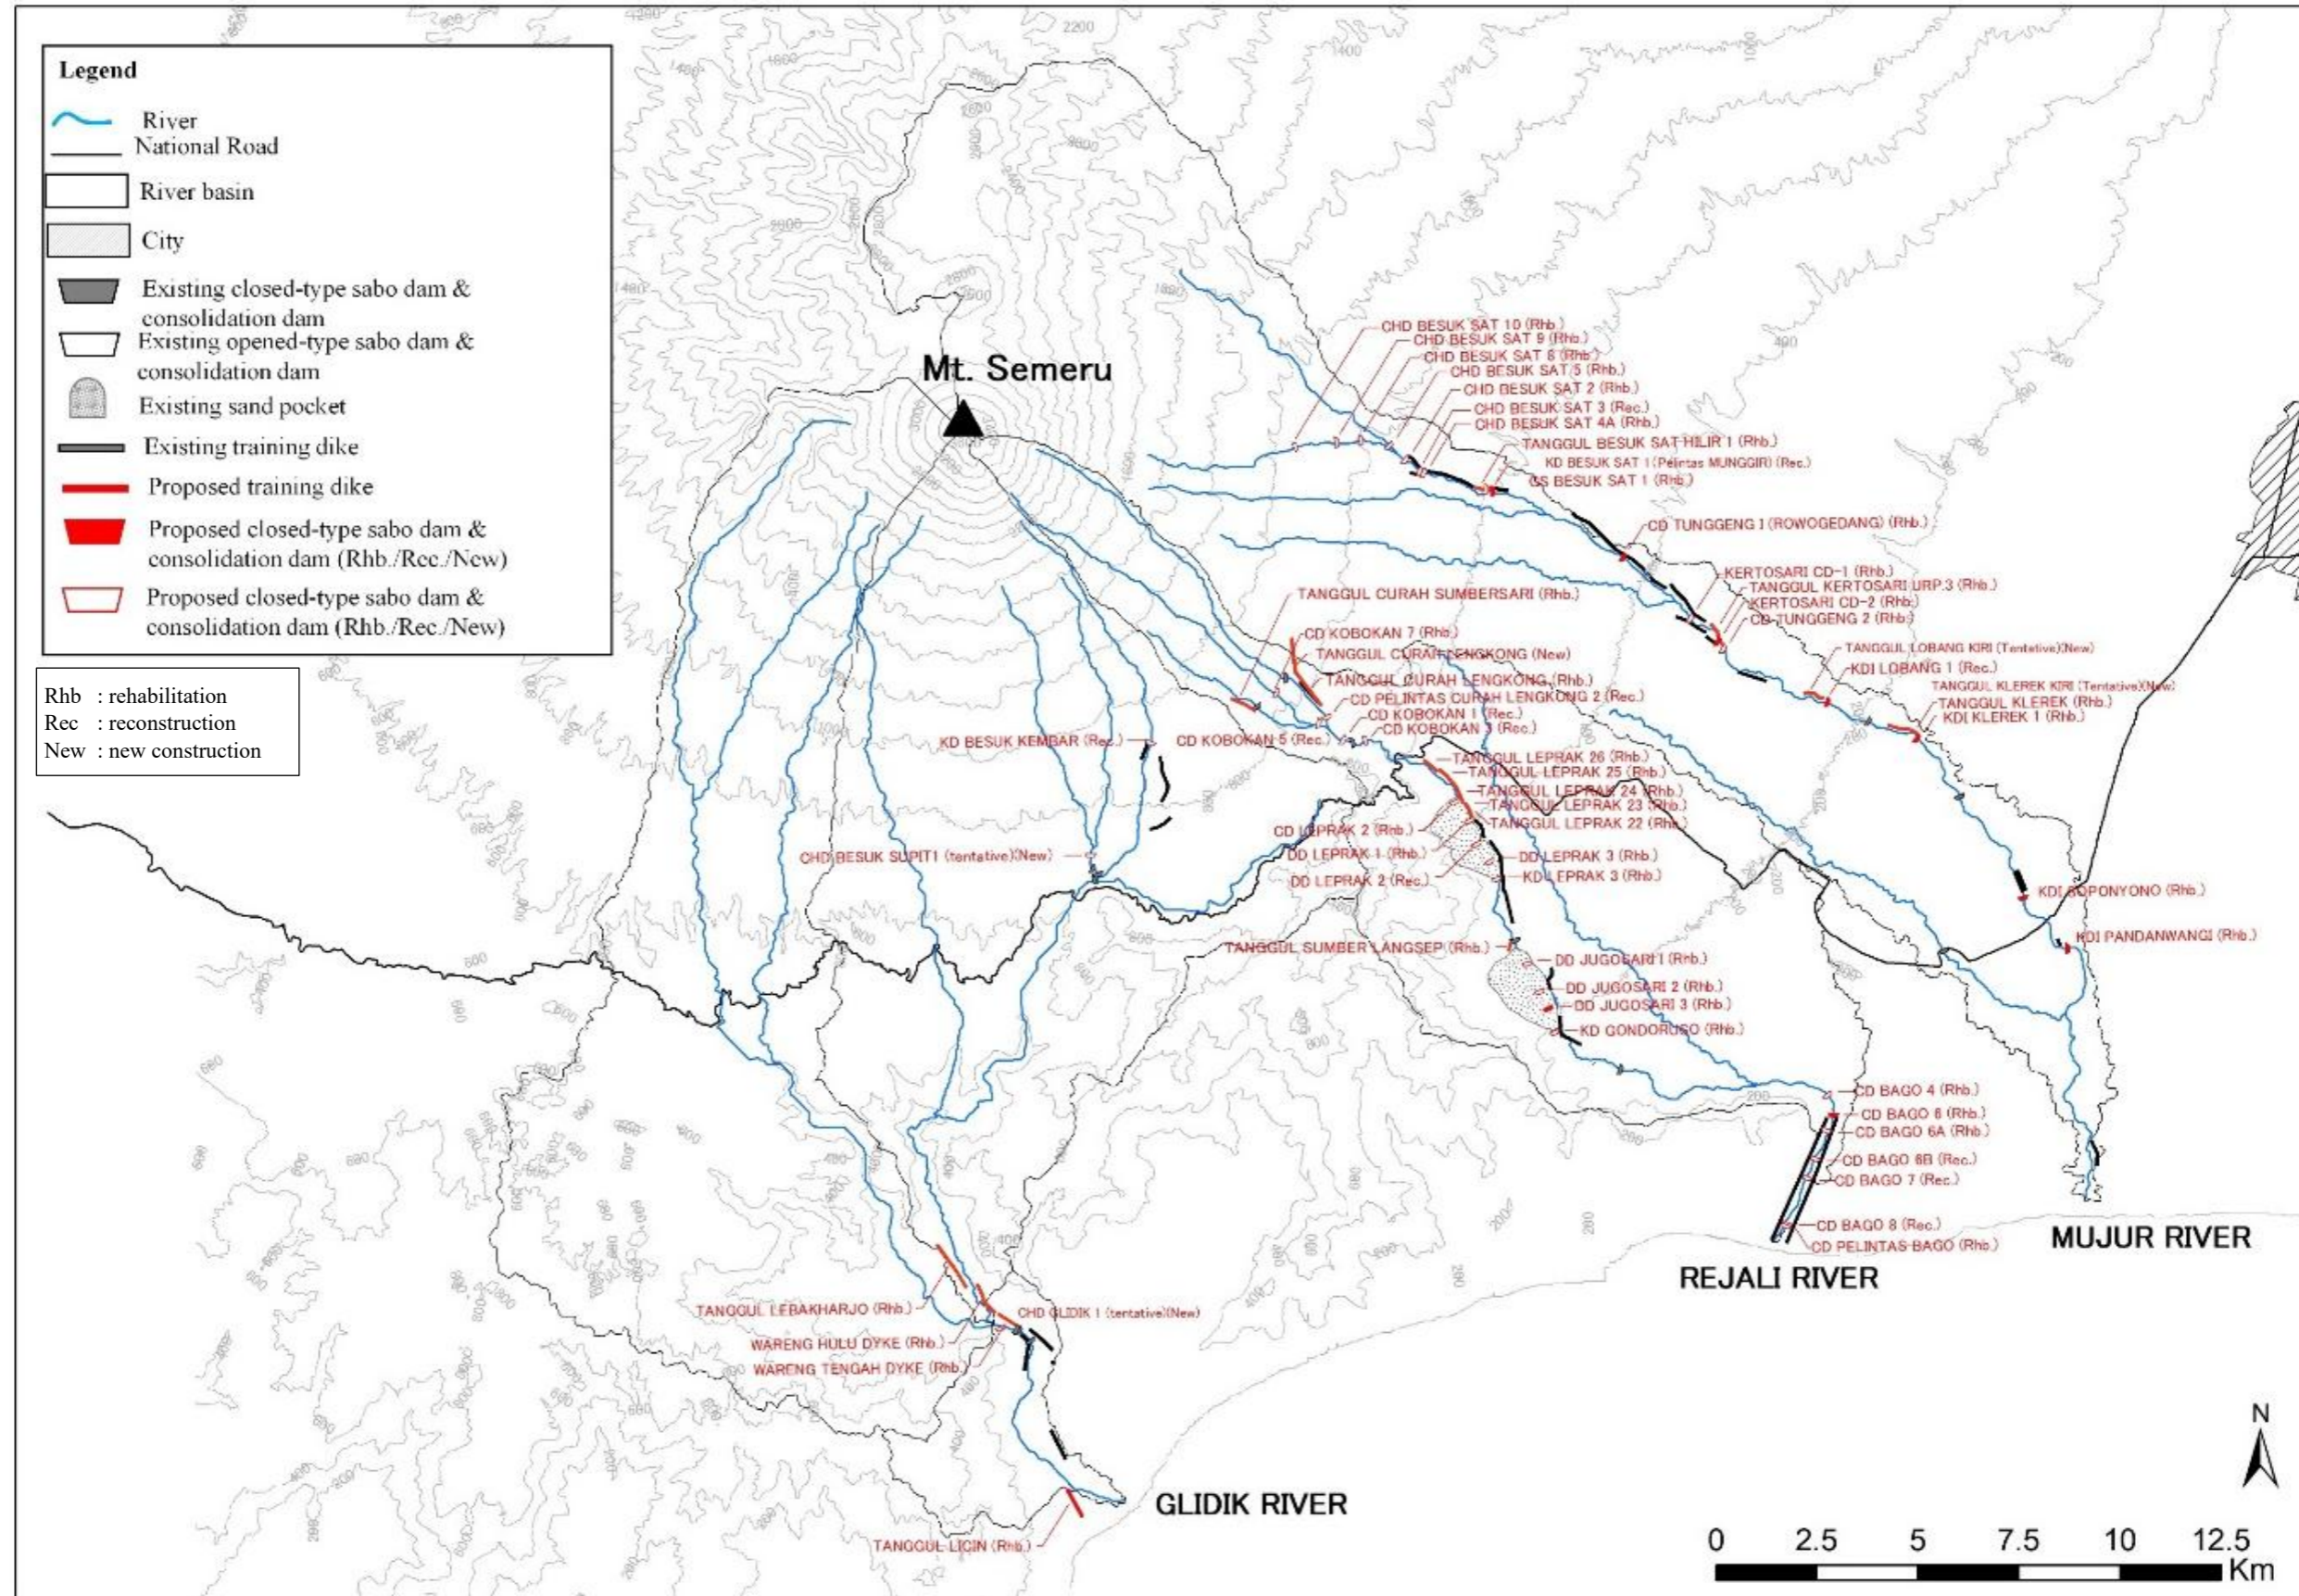 Legend
River
National Road
River basin
City
Existing closed-type sabo dam &
consolidation dam
Existing opened-type sabo dam &
consolidation dam
Existing sand pocket
Existing training dike
Proposed training dike
Proposed closed-type sabo dam &
consolidation dam (Rhb./Rec./New)
Proposed closed-type sabo dam &
consolidation dam (Rhb./Rec./New)
Rhb : rehabilitation
Rec : reconstruction
New : new construction
Mt. Semeru
CHD BESUK SAT 10 (Rhb.)
CHD BESUK SAT 9 (Rhb.)
CHD BESUK SAT 8 (Rhb.)
CHD BESUK SAT 5 (Rhb.)
CHD BESUK SAT 2 (Rhb.)
CHD BESUK SAT 3 (Rec.)
CHD BESUK SAT 4A (Rhb.)
TANGGUL BESUK SAT HILIR 1 (Rhb.)
KD BESUK SAT 1 (Pelintas MUNGGIR) (Rec.)
GS BESUK SAT 1 (Rhb.)
CD TUNGGENG 1 (ROWOGEDANG) (Rhb.)
KERTOSARI CD-1 (Rhb.)
TANGGUL KERTOSARI URP.3 (Rhb.)
KERTOSARI CD-2 (Rhb.)
CD TUNGGENG 2 (Rhb.)
TANGGUL LOBANG KIRI (Tentative)(New)
KDI LOBANG 1 (Rec.)
TANGGUL KLEREK KIRI (Tentative)(New)
TANGGUL KLEREK (Rhb.)
KDI KLEREK 1 (Rhb.)
TANGGUL CURAH SUMBERSARI (Rhb.)
CD KOBOKAN 7 (Rhb.)
TANGGUL CURAH LENGKONG (New)
TANGGUL CURAH LENGKONG (Rhb.)
CD PELINTAS CURAH LENGKONG 2 (Rec.)
CD KOBOKAN 1 (Rec.)
CD KOBOKAN 3 (Rec.)
CD KOBOKAN 5 (Rec.)
KD BESUK KEMBAR (Rec.)
TANGGUL LEPRAK 26 (Rhb.)
TANGGUL LEPRAK 25 (Rhb.)
TANGGUL LEPRAK 24 (Rhb.)
TANGGUL LEPRAK 23 (Rhb.)
TANGGUL LEPRAK 22 (Rhb.)
CD LEPRAK 2 (Rhb.)
DD LEPRAK 1 (Rhb.)
DD LEPRAK 2 (Rec.)
DD LEPRAK 3 (Rhb.)
KD LEPRAK 3 (Rhb.)
CHD BESUK SUPIT1 (tentative)(New)
KDI BOPONYONO (Rhb.)
KDI PANDANWANGI (Rhb.)
TANGGUL SUMBER LANGSEP (Rhb.)
DD JUGOSARI 1 (Rhb.)
DD JUGOSARI 2 (Rhb.)
DD JUGOSARI 3 (Rhb.)
KD GONDORUSO (Rhb.)
CD BAGO 4 (Rhb.)
CD BAGO 6 (Rhb.)
CD BAGO 6A (Rhb.)
CD BAGO 6B (Rec.)
CD BAGO 7 (Rec.)
CD BAGO 8 (Rec.)
CD PELINTAS BAGO (Rhb.)
MUJUR RIVER
REJALI RIVER
TANGGUL LEBAKHARJO (Rhb.)
CHD GLIDIK 1 (tentative)(New)
WARENG HULU DYKE (Rhb.)
WARENG TENGAH DYKE (Rhb.)
GLIDIK RIVER
TANGGUL LICIN (Rhb.)
N
0 2.5 5 7.5 10 12.5
Km